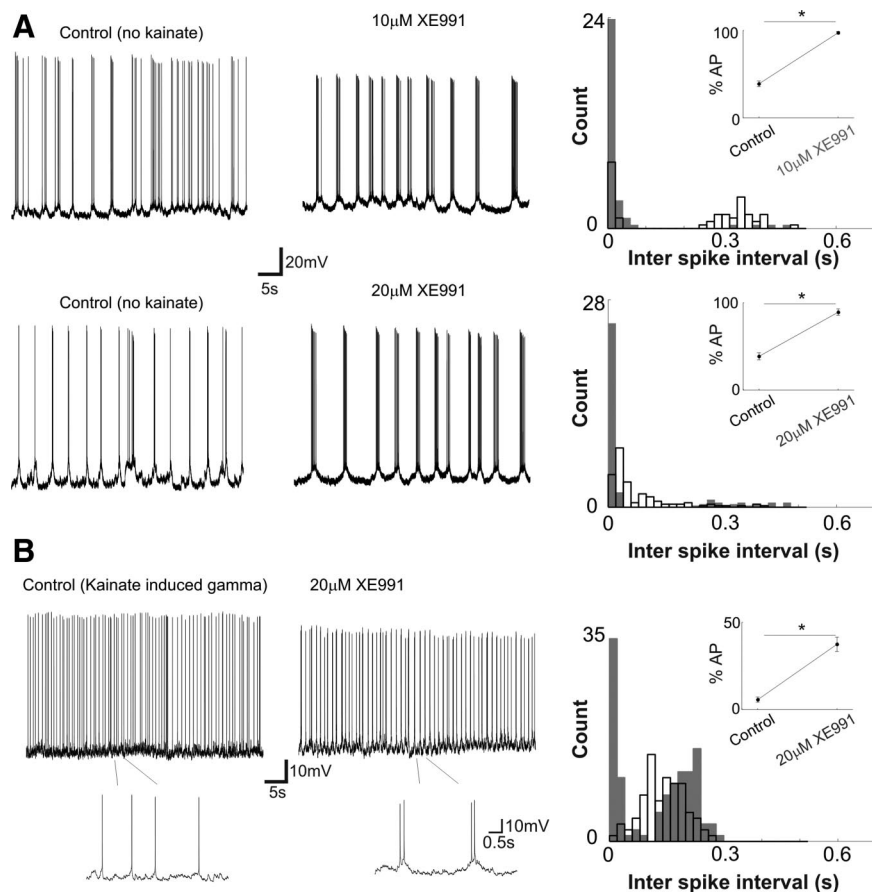 A
Control (no kainate)
10μM XE991
20mV
5s
24
Count
0
0
0.3
0.6
Inter spike interval (s)
100
% AP
0
*
Control
10μM XE991
Control (no kainate)
20μM XE991
28
Count
0
0
0.3
0.6
Inter spike interval (s)
100
% AP
0
*
Control
20μM XE991
B
Control (Kainate induced gamma)
20μM XE991
10mV
5s
10mV
0.5s
35
Count
0
0
0.3
0.6
Inter spike interval (s)
50
% AP
0
*
Control
20μM XE991